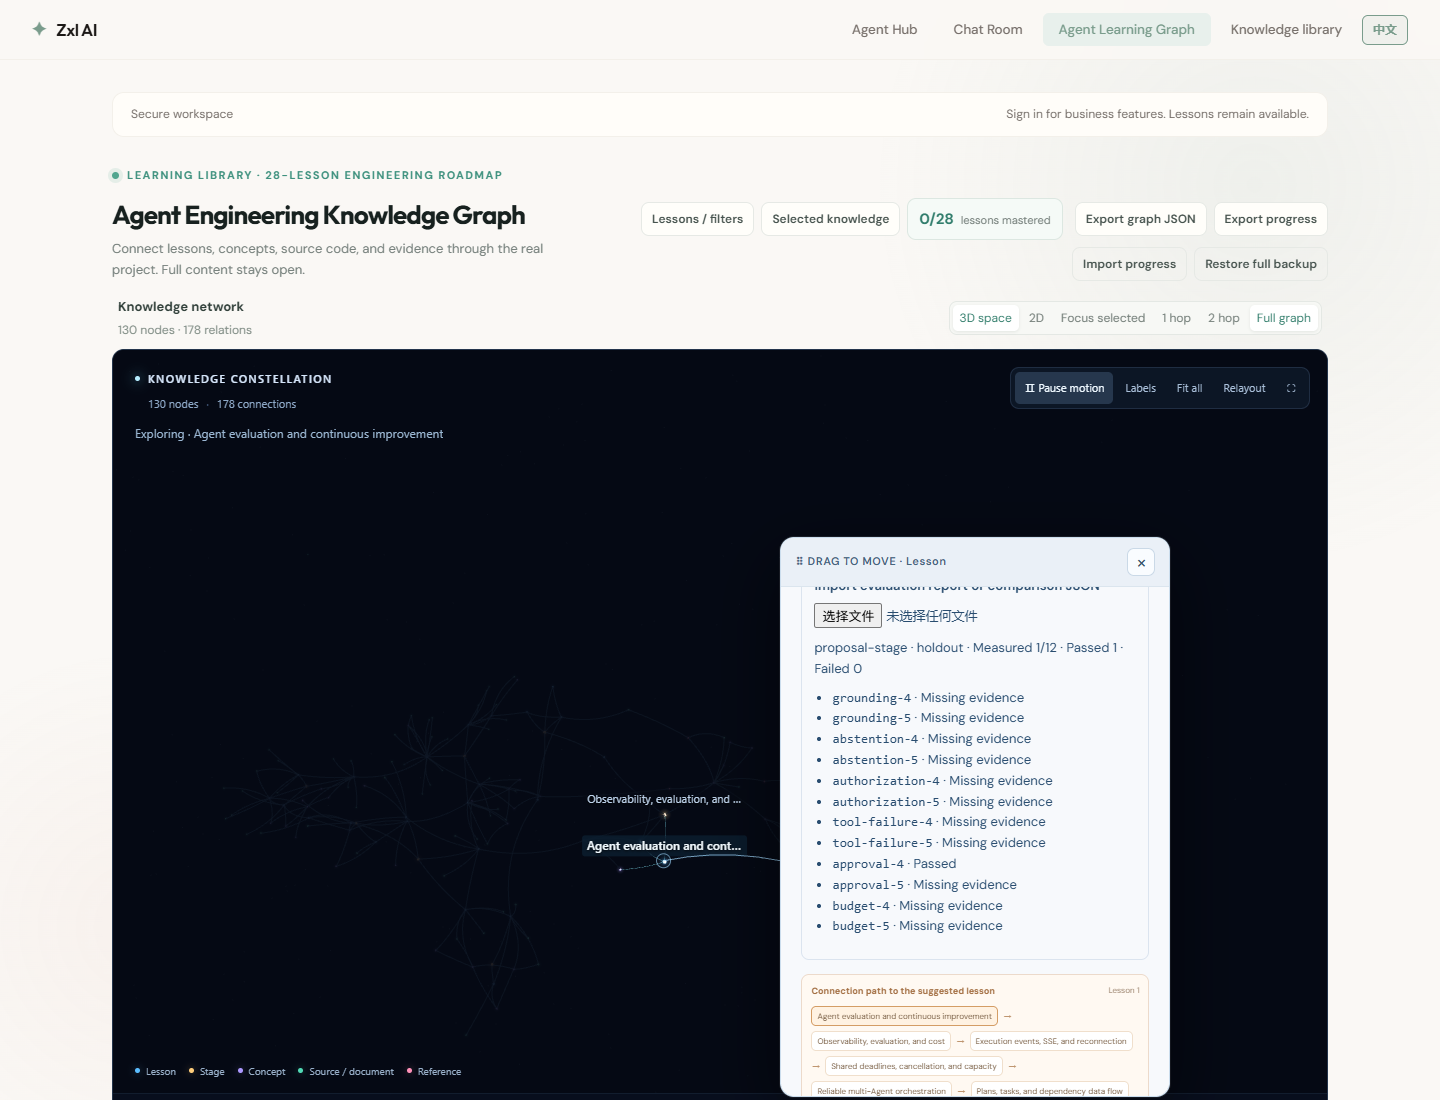 Zxl AI
Agent Hub
Chat Room
Agent Learning Graph
Knowledge library
中文
Secure workspace
Sign in for business features. Lessons remain available.
LEARNING LIBRARY · 28-LESSON ENGINEERING ROADMAP
Agent Engineering Knowledge Graph
Connect lessons, concepts, source code, and evidence through the real
project. Full content stays open.
Lessons / filters
Selected knowledge
0/28 lessons mastered
Export graph JSON
Export progress
Import progress
Restore full backup
Knowledge network
130 nodes · 178 relations
3D space
2D
Focus selected
1 hop
2 hop
Full graph
KNOWLEDGE CONSTELLATION
130 nodes · 178 connections
Exploring · Agent evaluation and continuous improvement
Pause motion
Labels
Fit all
Relayout
Observability, evaluation, and ...
Agent evaluation and cont...
DRAG TO MOVE · Lesson
×
Import evaluation report or comparison JSON
选择文件 未选择任何文件
proposal-stage · holdout · Measured 1/12 · Passed 1 ·
Failed 0
• grounding-4 · Missing evidence
• grounding-5 · Missing evidence
• abstention-4 · Missing evidence
• abstention-5 · Missing evidence
• authorization-4 · Missing evidence
• authorization-5 · Missing evidence
• tool-failure-4 · Missing evidence
• tool-failure-5 · Missing evidence
• approval-4 · Passed
• approval-5 · Missing evidence
• budget-4 · Missing evidence
• budget-5 · Missing evidence
Connection path to the suggested lesson
Lesson 1
Agent evaluation and continuous improvement →
Observability, evaluation, and cost → Execution events, SSE, and reconnection
→ Shared deadlines, cancellation, and capacity →
Reliable multi-Agent orchestration → Plans, tasks, and dependency data flow
Lesson
Stage
Concept
Source / document
Reference